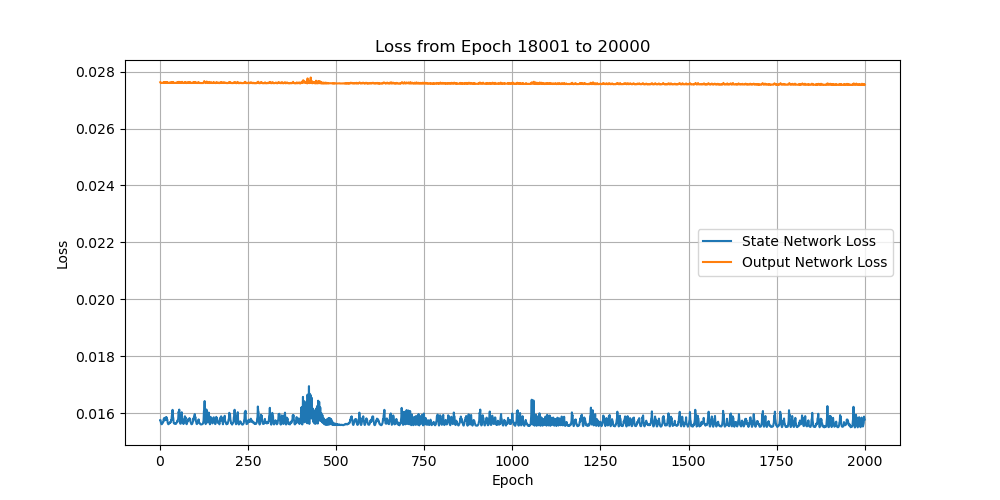 Loss from Epoch 18001 to 20000
0.028
0.026
0.024
0.022
0.020
0.018
0.016
Loss
State Network Loss
Output Network Loss
0 250 500 750 1000 1250 1500 1750 2000
Epoch